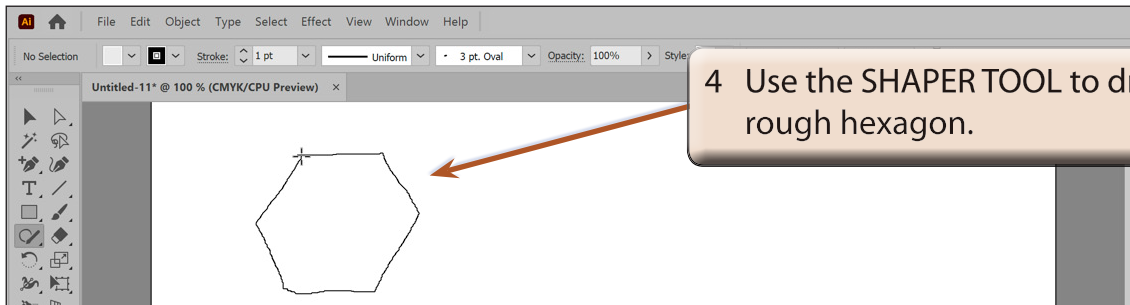 Ai File Edit Object Type Select Effect View Window Help
No Selection Stroke: 1 pt Uniform 3 pt. Oval Opacity: 100% Style:
Untitled-11* @ 100 % (CMYK/CPU Preview) ×
4 Use the SHAPER TOOL to
rough hexagon.